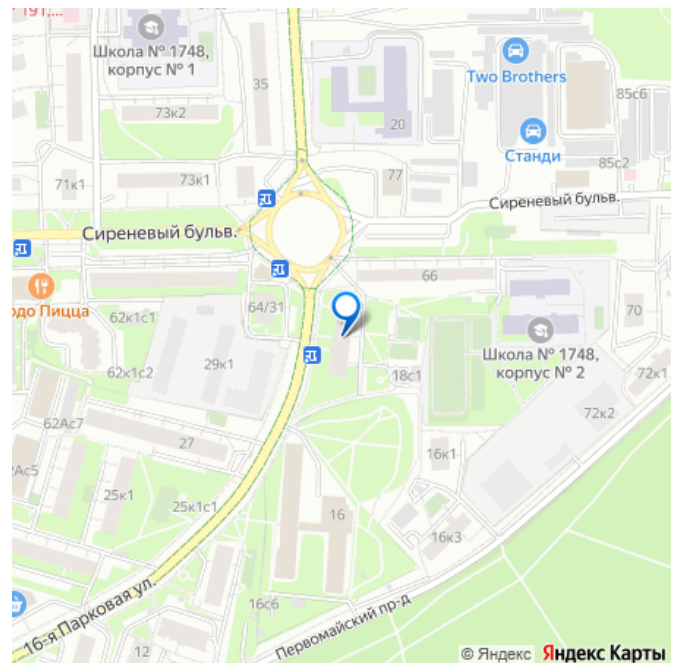 191,...
Школа № 1748,
корпус № 1
35
Two Brothers
85с6
73к2
20
Станди
85с2
71к1
73к1
77
Сиреневый бульв.
Сиреневый бульв.
66
одо Пицца
62к1с1
64/31
70
Школа № 1748,
корпус № 2
29к1
62к1с2
18с1
72к1
72к2
62Ас7
27
16к1
2Ас5
25к1
25к1с1
16
16к3
16-я Парковая ул.
16с6
Первомайский пр-д
12
© Яндекс Яндекс Карты